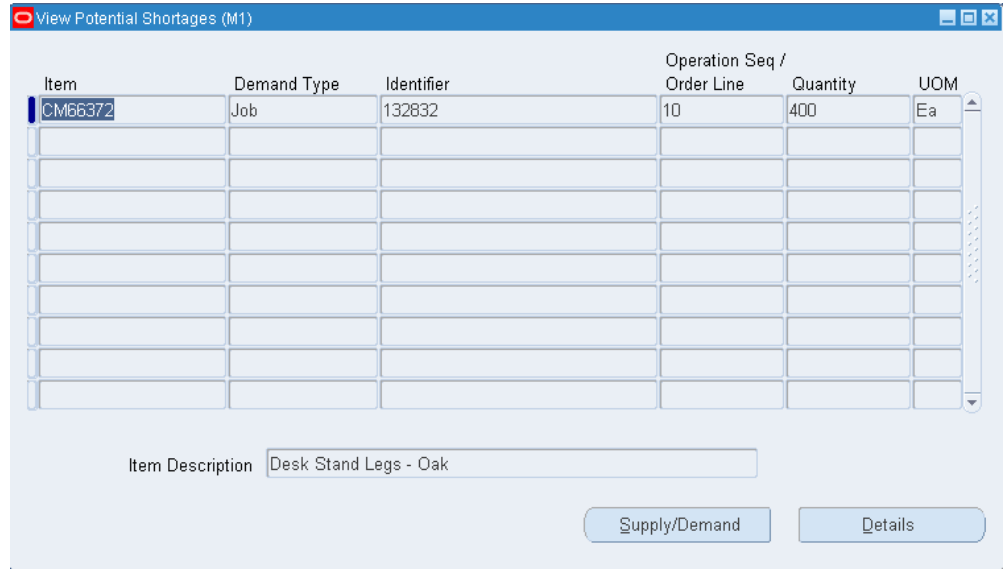 View Potential Shortages (M1)
Operation Seq /
Item Demand Type Identifier Order Line Quantity UOM
CM66372 Job 132832 10 400 Ea
Item Description Desk Stand Legs - Oak
Supply/Demand Details